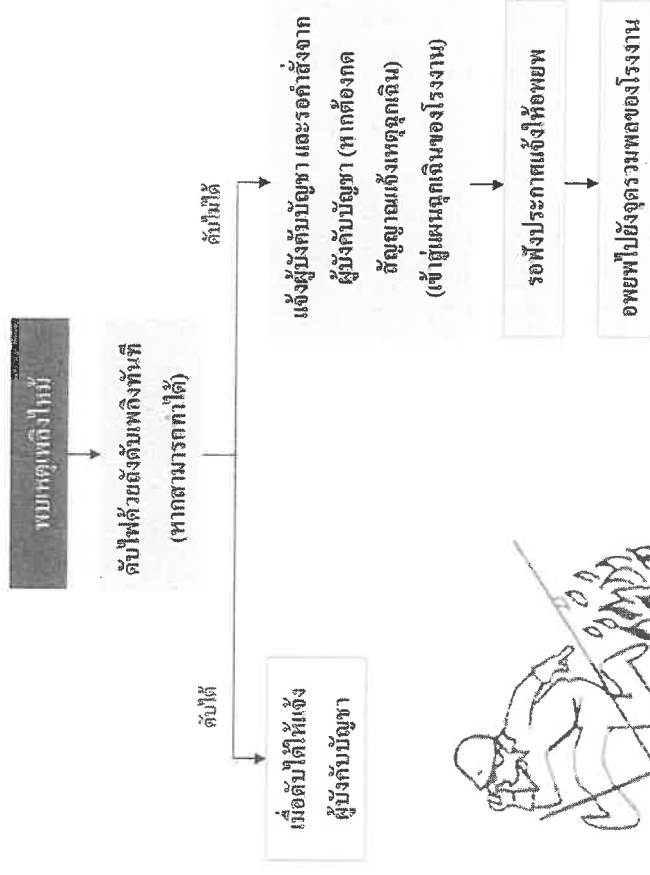 พบเหตุเพลิงไหม้
ดับไฟด้วยถังดับเพลิงทันที
(หากสามารถทำได้)
ดับได้
ดับไม่ได้
เมื่อดับได้ให้แจ้ง
ผู้บังคับบัญชา
แจ้งผู้บังคับบัญชา และรอคำสั่งจาก
ผู้บังคับบัญชา (หากต้องกด
สัญญาณแจ้งเหตุฉุกเฉิน)
(เข้าสู่แผนฉุกเฉินของโรงงาน)
รอฟังประกาศแจ้งให้อพยพ
อพยพไปยังจุดรวมพลของโรงงาน